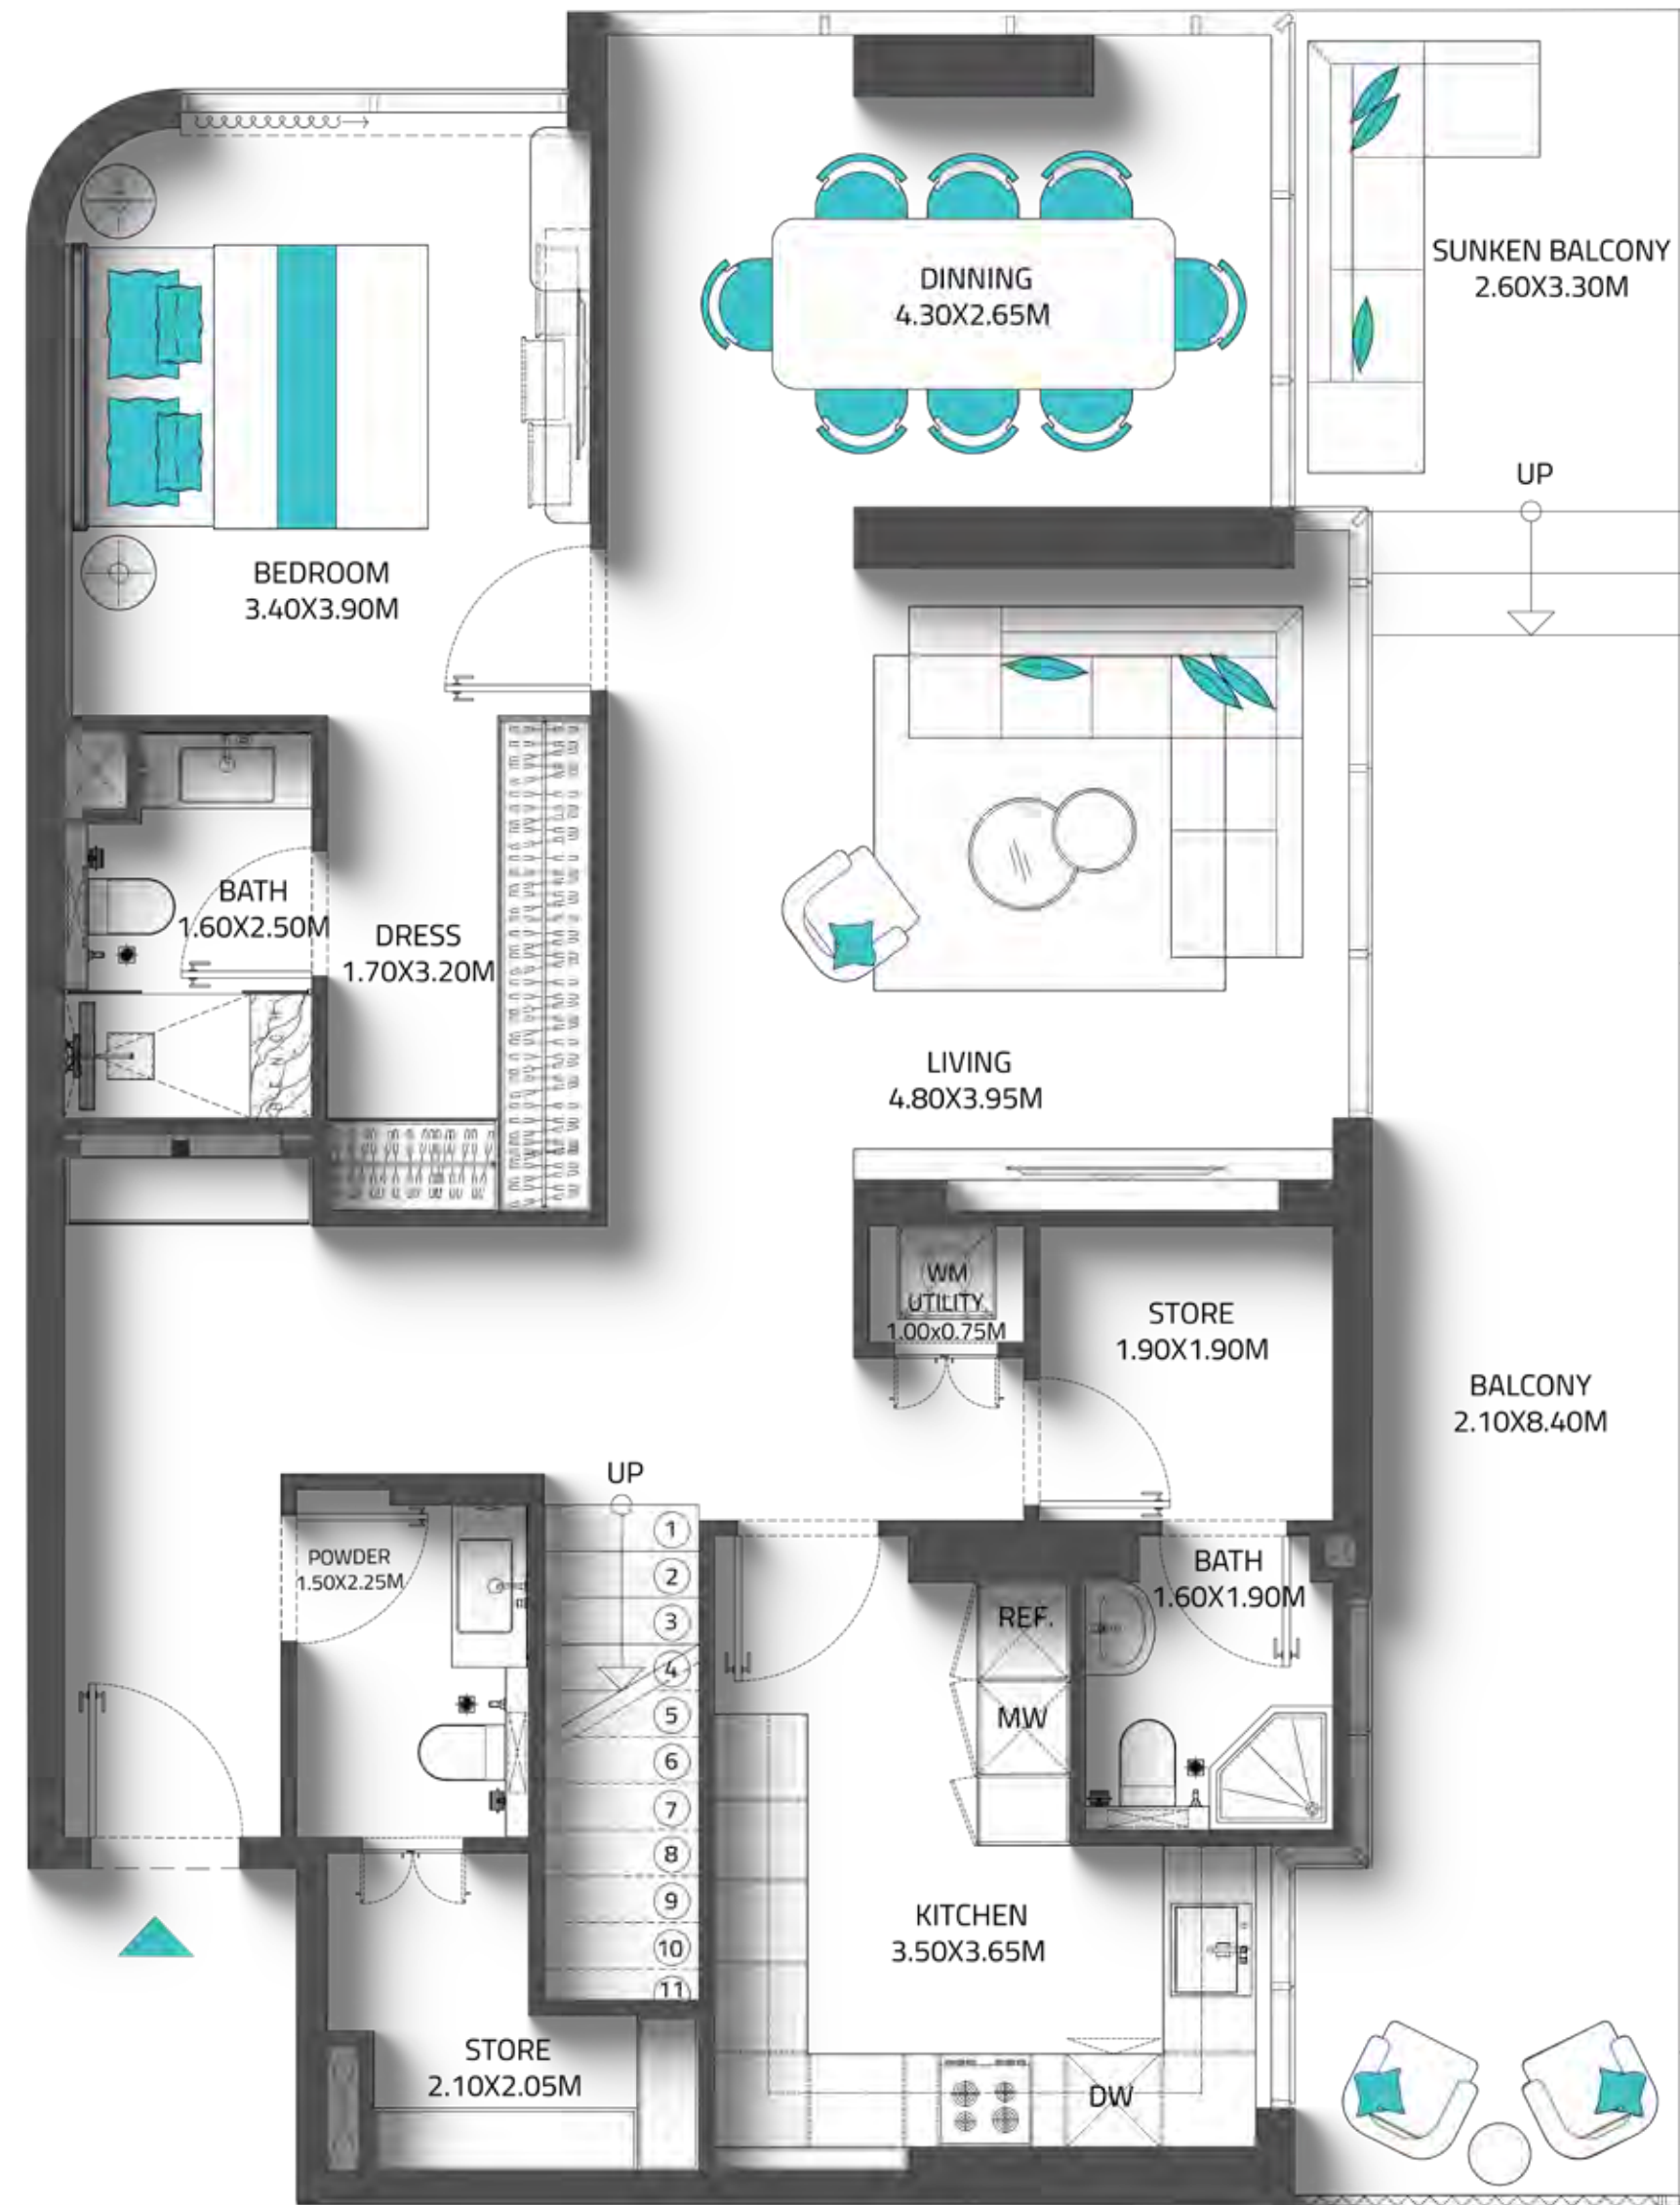 SUNKEN BALCONY
2.60X3.30M
DINNING
4.30X2.65M
UP
BEDROOM
3.40X3.90M
BATH
1.60X2.50M
DRESS
1.70X3.20M
BENCH
LIVING
4.80X3.95M
WM
UTILITY
1.00x0.75M
STORE
1.90X1.90M
BALCONY
2.10X8.40M
UP
POWDER
1.50X2.25M
1
2
3
4
5
6
7
8
9
10
11
BATH
1.60X1.90M
REF.
MW
KITCHEN
3.50X3.65M
STORE
2.10X2.05M
DW